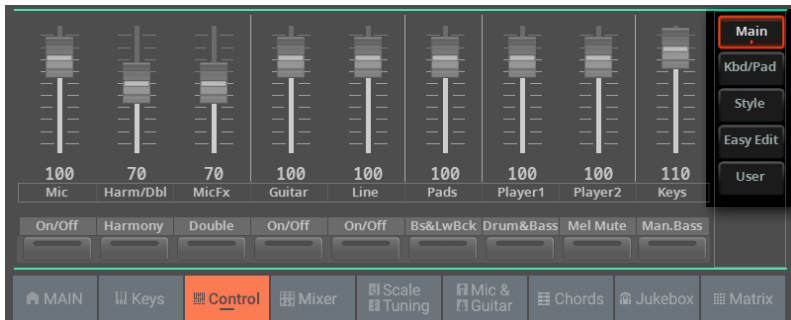 Main
Kbd/Pad
Style
Easy Edit
User
100 70 70 100 100 100 100 100 110
Mic Harm/Dbl MicFx Guitar Line Pads Player1 Player2 Keys
On/Off Harmony Double On/Off On/Off Bs&LwBck Drum&Bass Mel Mute Man.Bass
MAIN Keys Control Mixer Scale Tuning Mic & Guitar Chords Jukebox Matrix